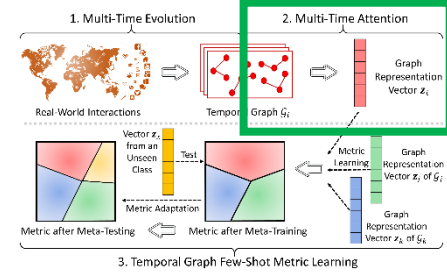 1. Multi-Time Evolution
2. Multi-Time Attention
Real-World Interactions
Tempor
Graph 𝒢ᵢ
Graph
Representation
Vector 𝐳ᵢ
Vector 𝐳ₛ
from an
Unseen
Class
Test
Metric
Learning
Graph
Representation
Vector 𝐳ⱼ of 𝒢ⱼ
Metric Adaptation
Graph
Representation
Vector 𝐳ₖ of 𝒢ₖ
Metric after Meta-Testing
Metric after Meta-Training
3. Temporal Graph Few-Shot Metric Learning